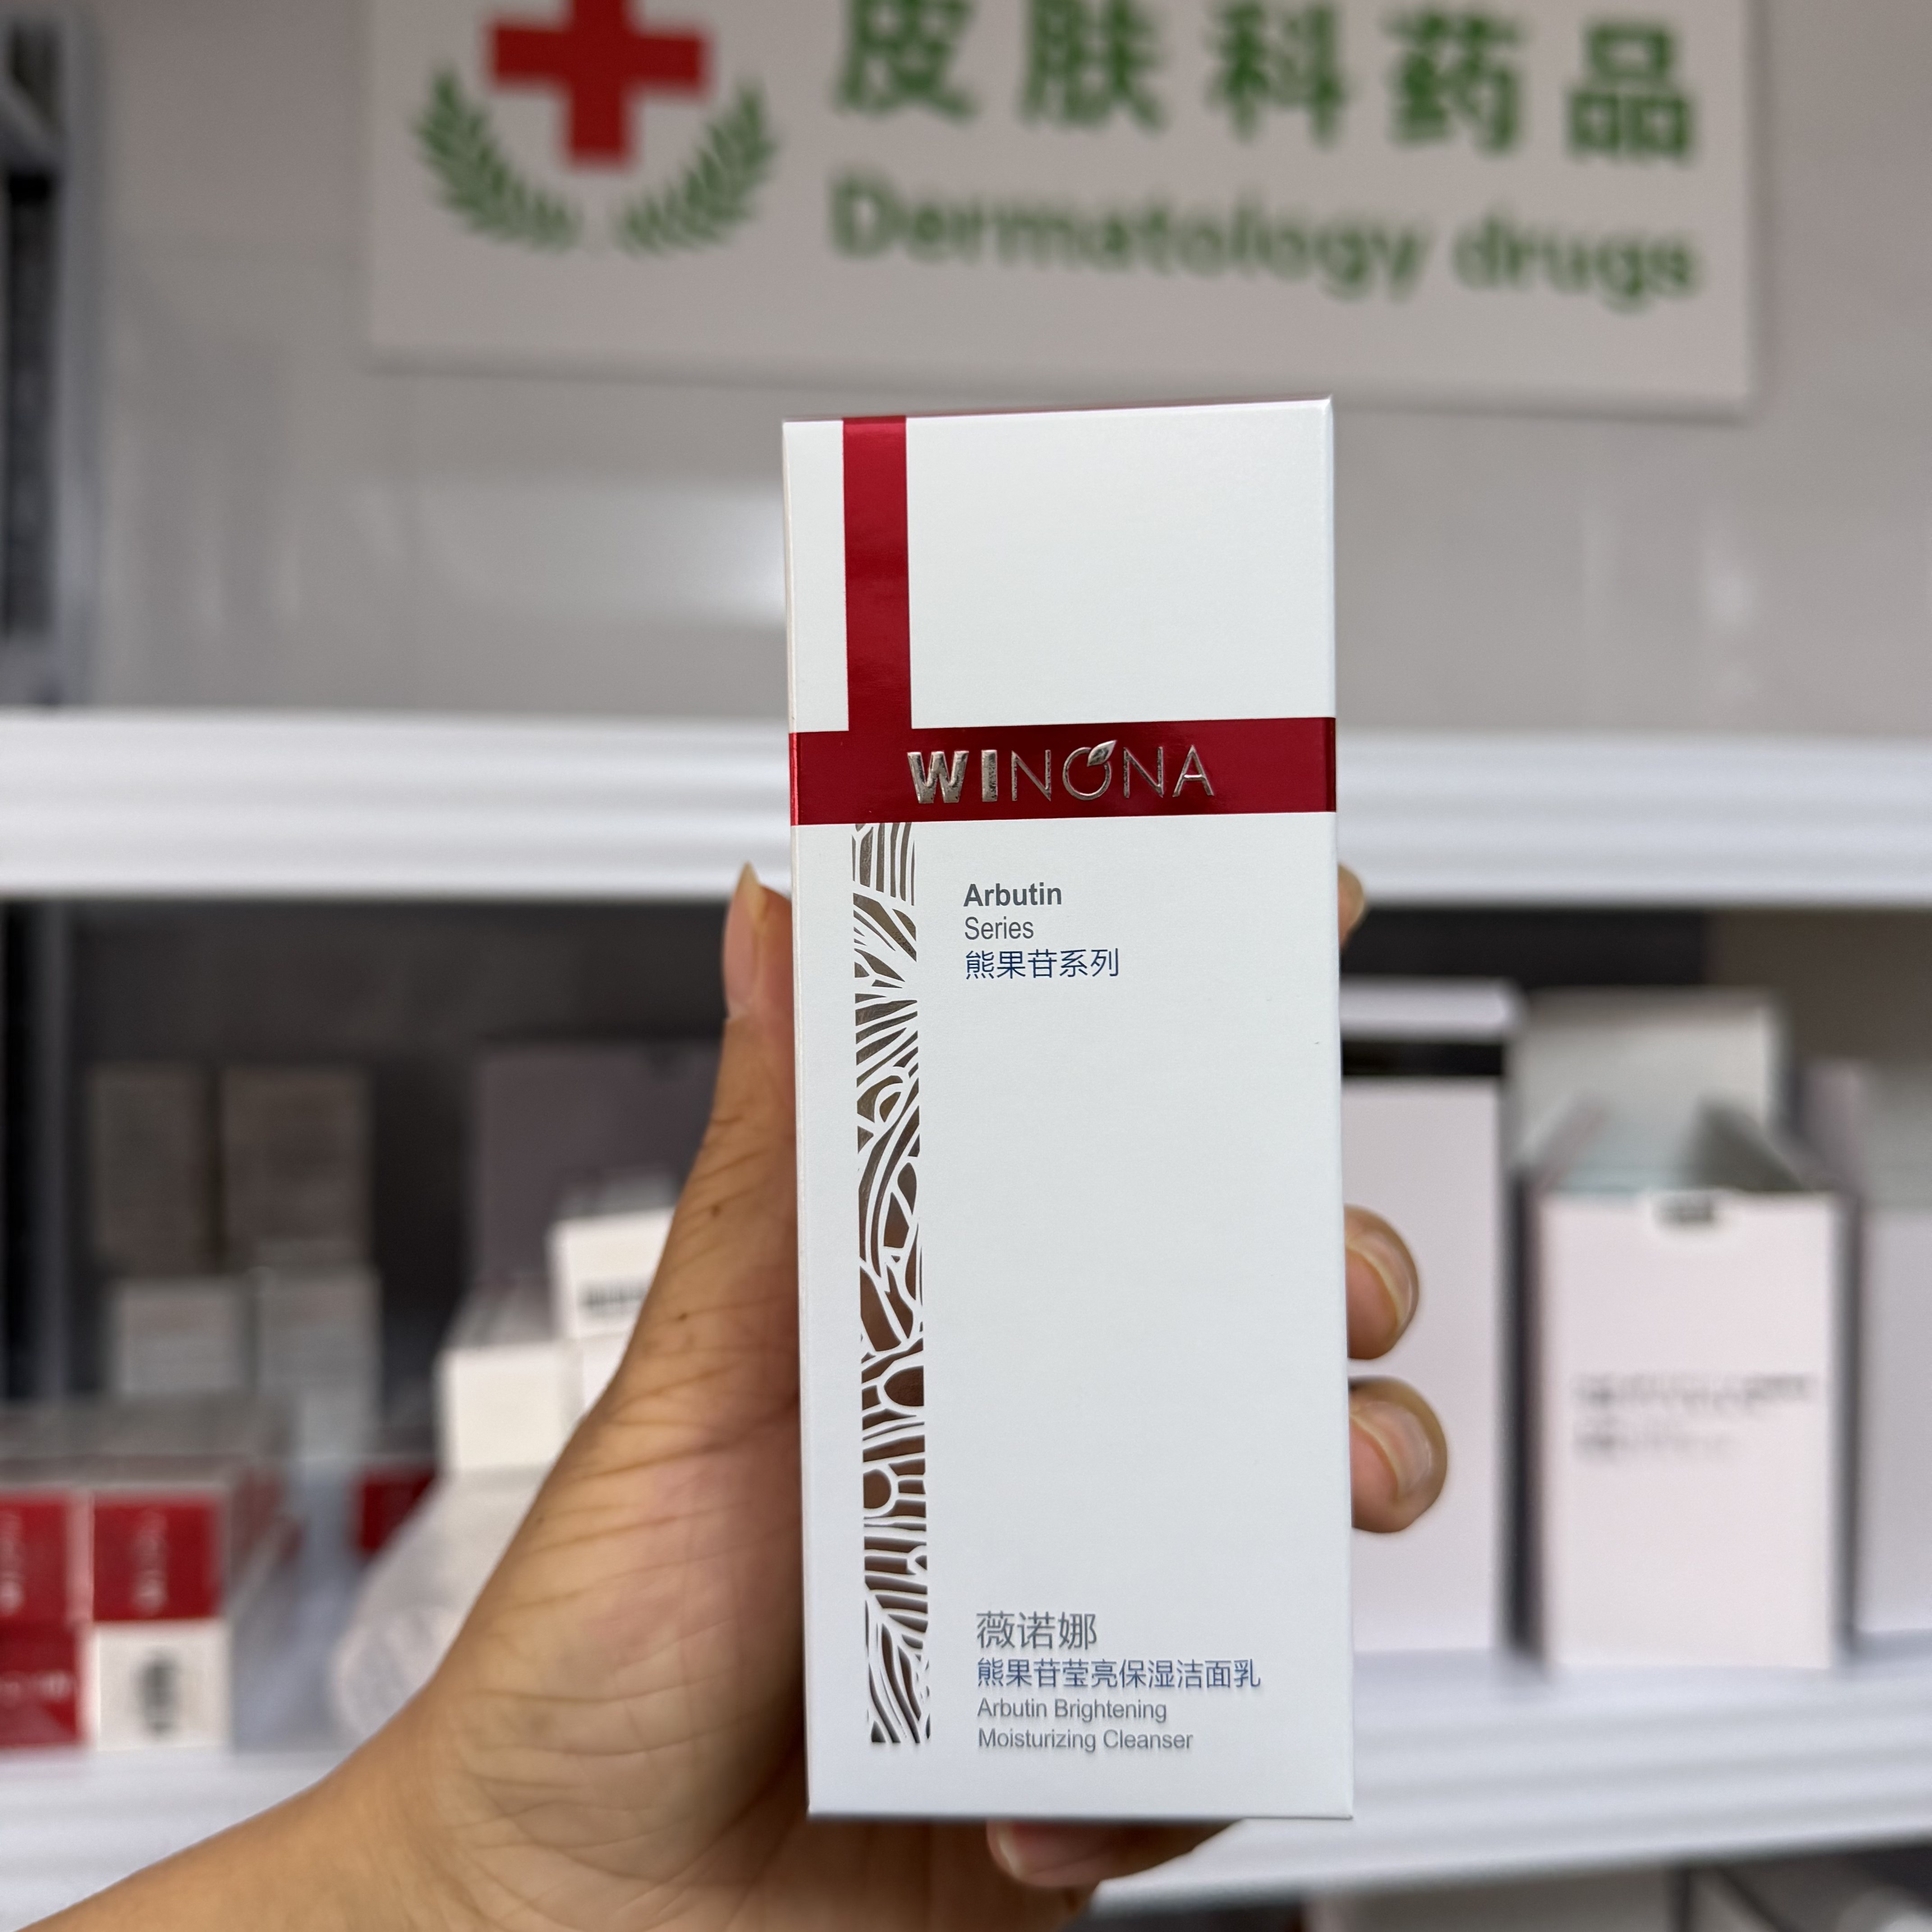 皮肤科药品
Dermatology drugs
WINONA
Arbutin
Series
熊果苷系列
薇诺娜
熊果苷莹亮保湿洁面乳
Arbutin Brightening
Moisturizing Cleanser